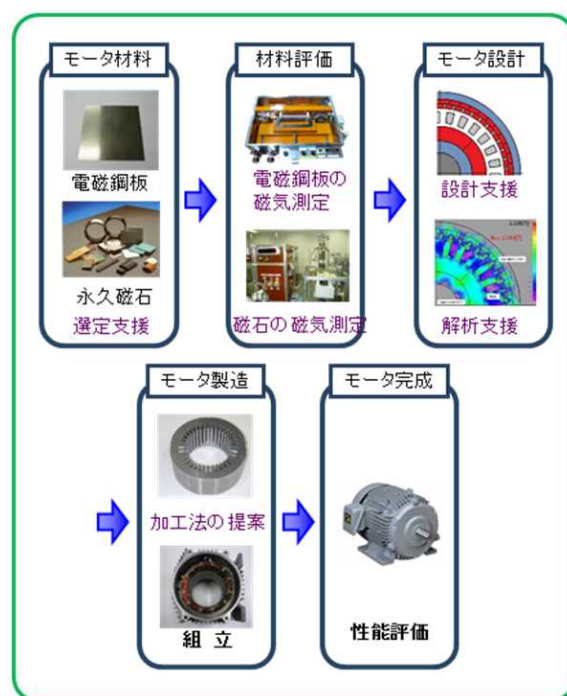 モータ材料
電磁鋼板
永久磁石
選定支援
材料評価
電磁鋼板の
磁気測定
磁石の磁気測定
モータ設計
設計支援
解析支援
モータ製造
加工法の提案
組立
モータ完成
性能評価